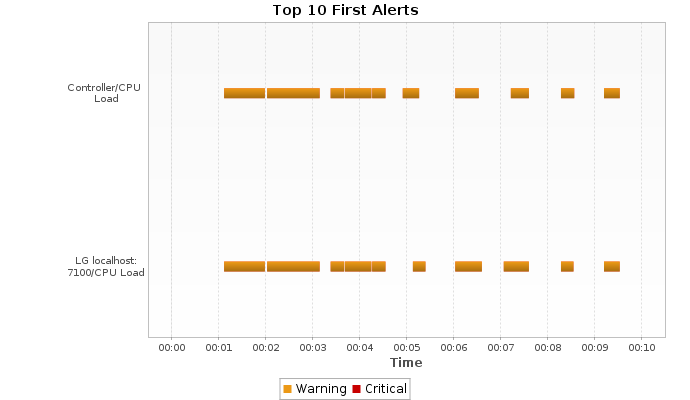 Top 10 First Alerts
Controller/CPU
Load
LG localhost:
7100/CPU Load
00:00 00:01 00:02 00:03 00:04 00:05 00:06 00:07 00:08 00:09 00:10
Time
Warning Critical